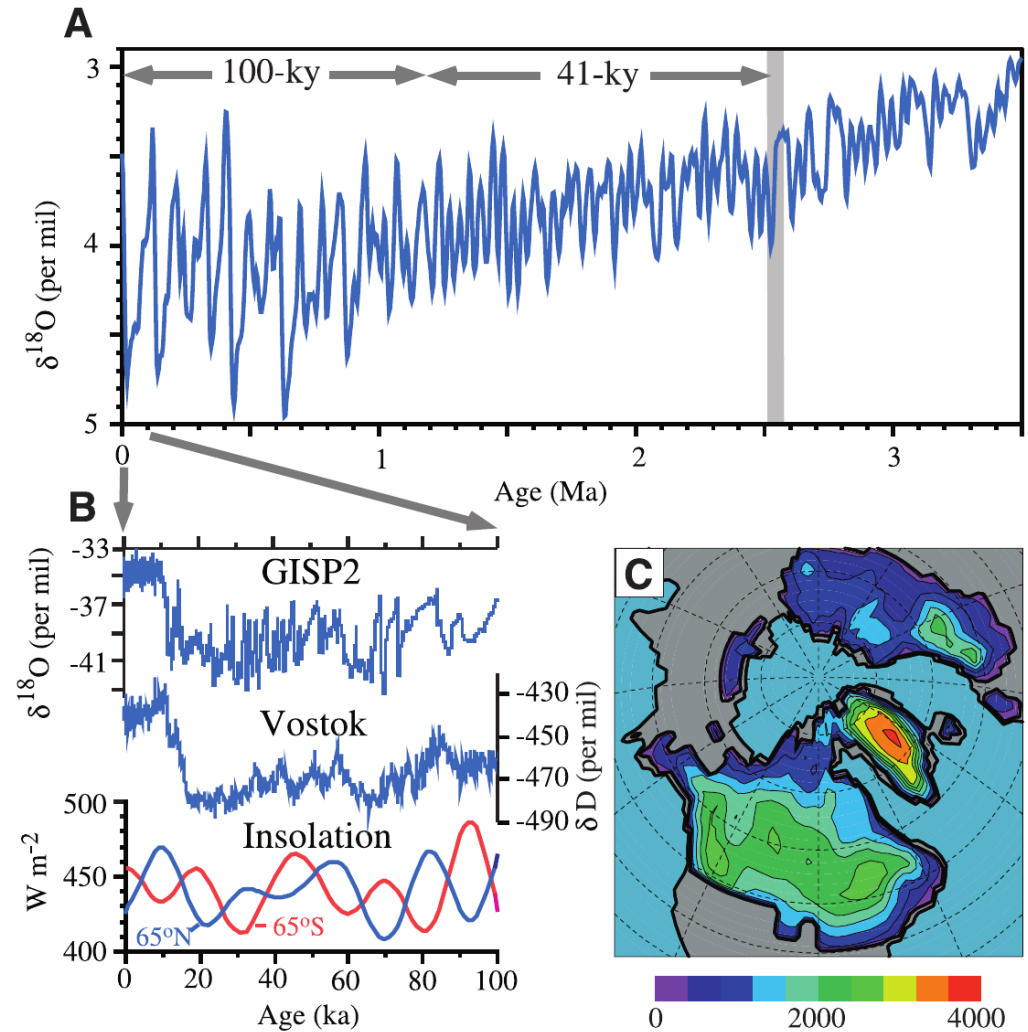 A
3
4
5
δ18O (per mil)
100-ky
41-ky
0
1
2
3
Age (Ma)
B
-33
-37
-41
δ18O (per mil)
GISP2
Vostok
-430
-450
-470
-490
δ D (per mil)
500
450
400
W m-2
Insolation
65oN
65oS
0
20
40
60
80
100
Age (ka)
C
0
2000
4000